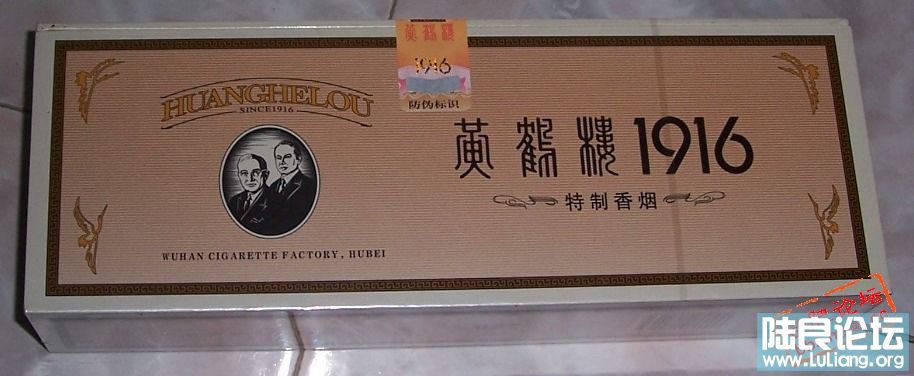 黄鹤楼
1916
防伪标识
HUANGHELOU
SINCE1916
黄鹤楼1916
特制香烟
WUHAN CIGARETTE FACTORY, HUBEI
陆良论坛
www.LuLiang.org